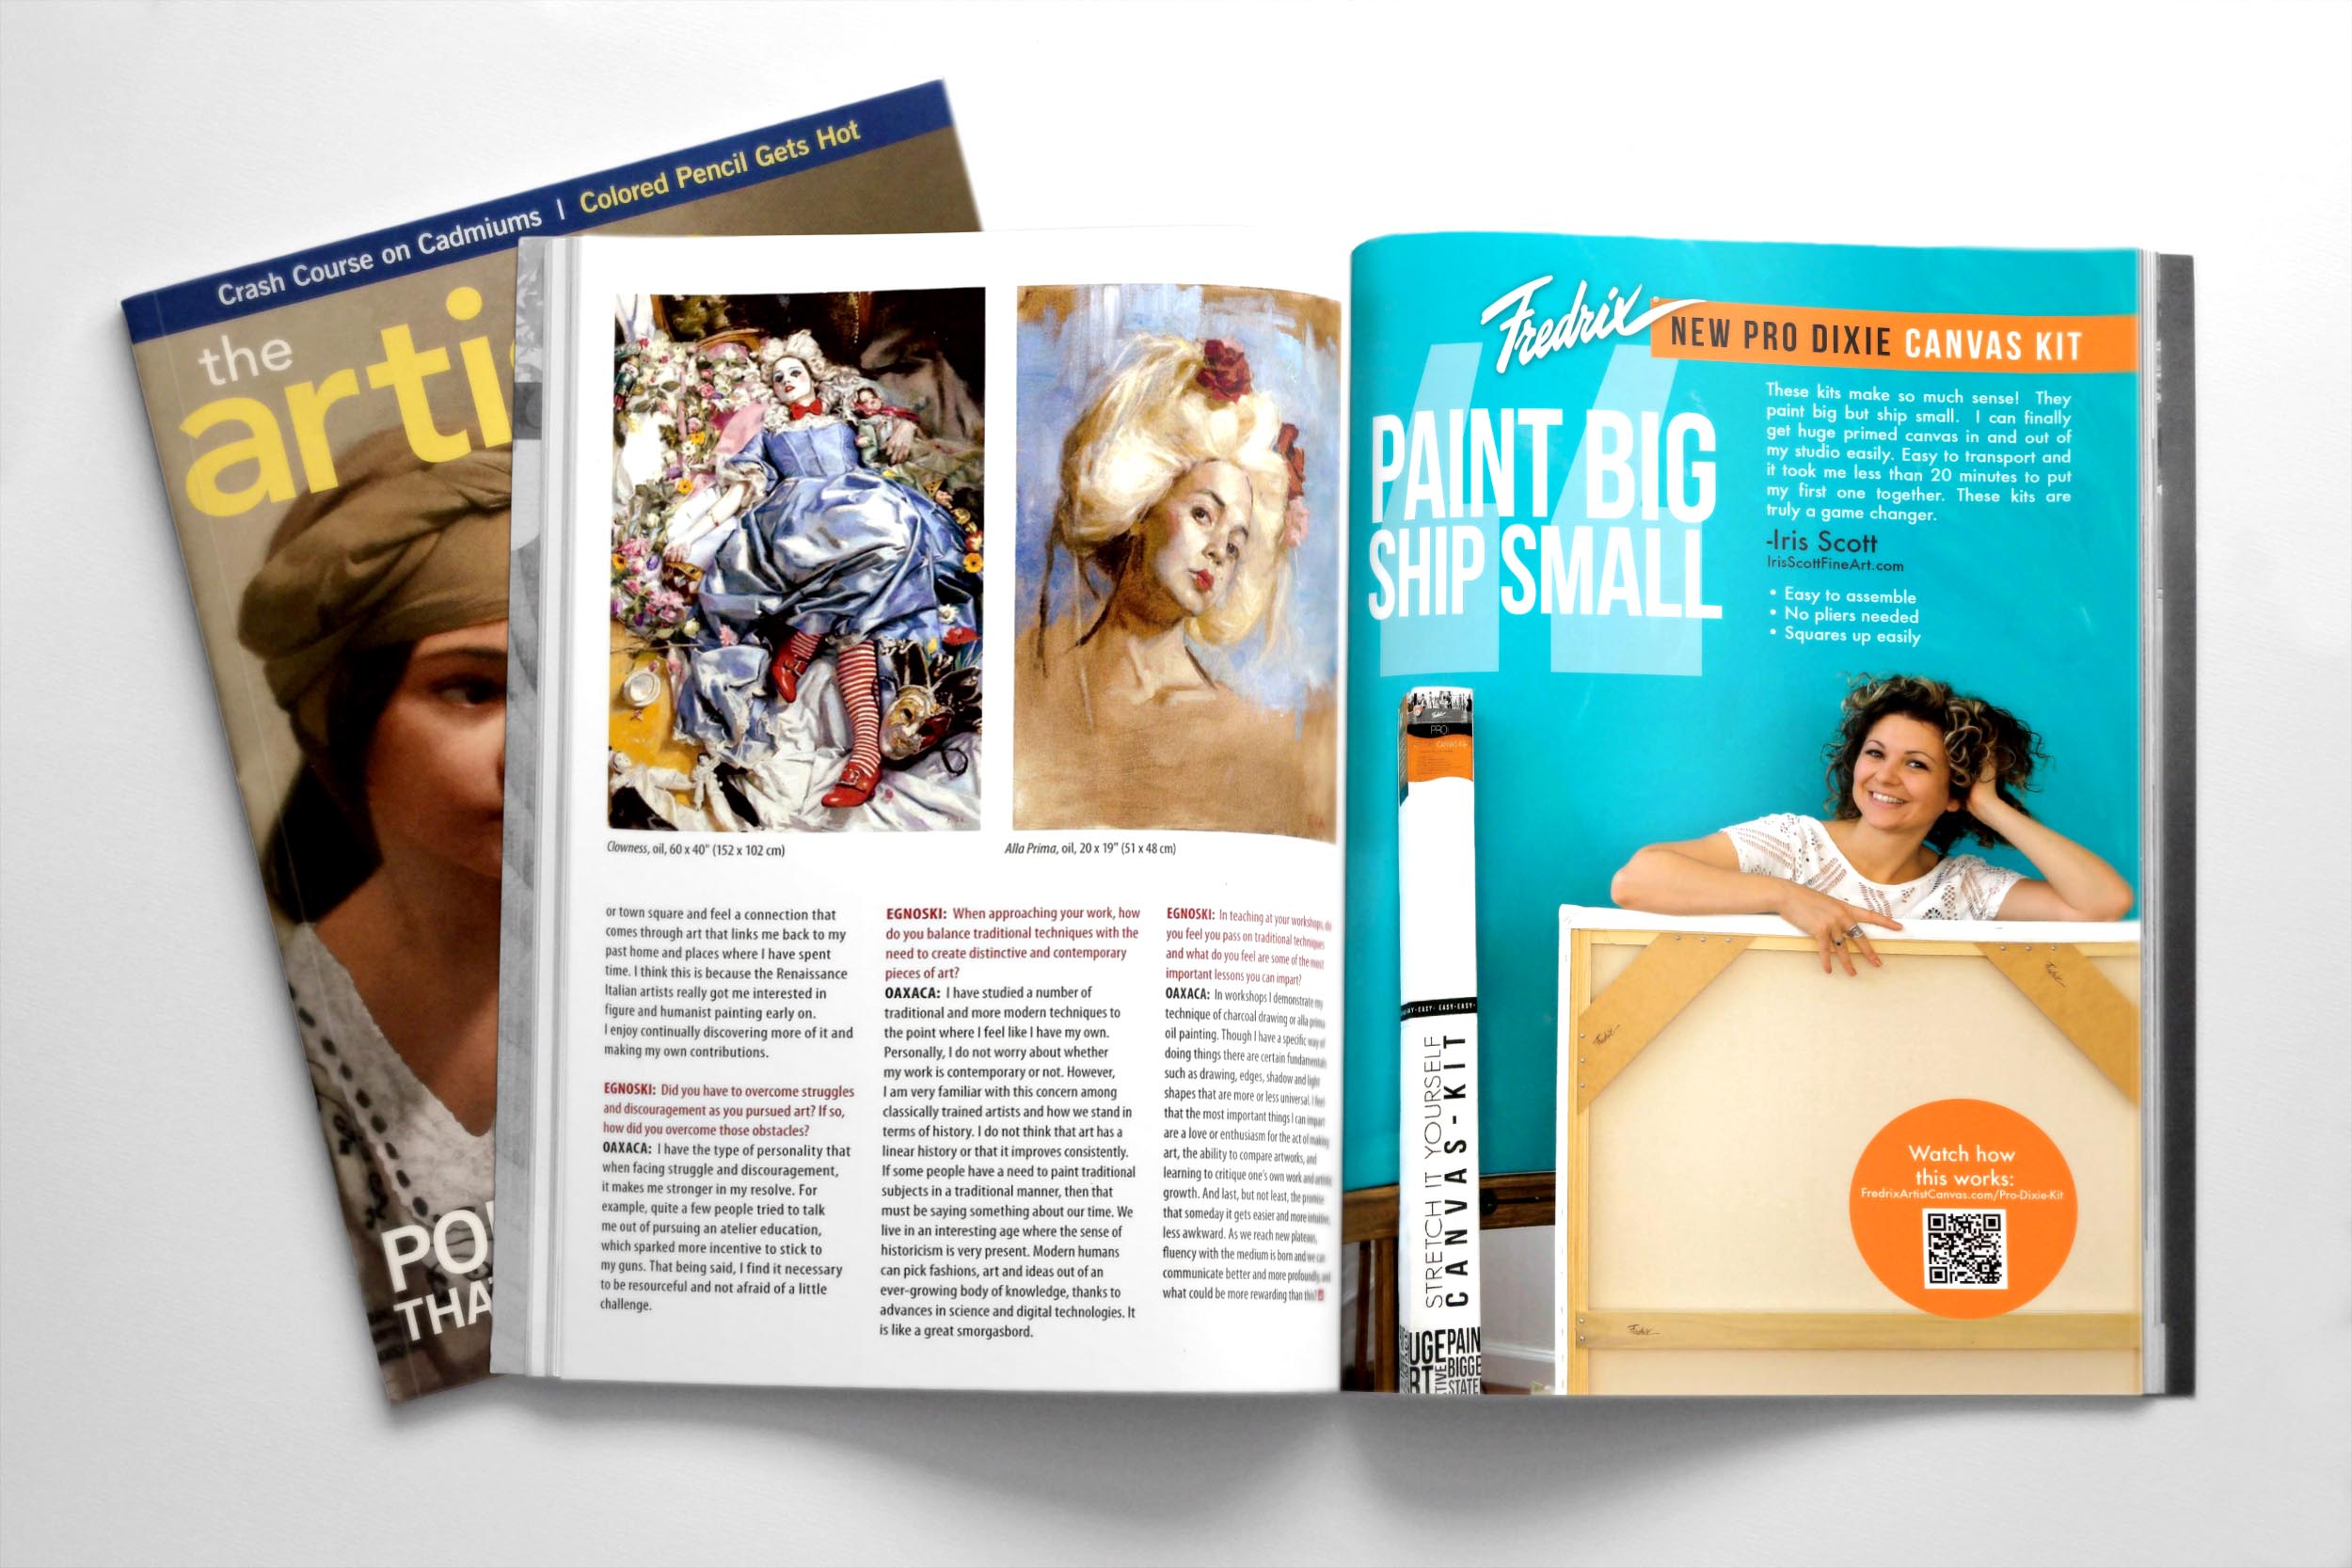 Crash Course on Cadmiums | Colored Pencil Gets Hot
the
arti
PO
THA
Clowness, oil, 60 x 40" (152 x 102 cm)
Alla Prima, oil, 20 x 19" (51 x 48 cm)
or town square and feel a connection that
comes through art that links me back to my
past home and places where I have spent
time. I think this is because the Renaissance
Italian artists really got me interested in
figure and humanist painting early on.
I enjoy continually discovering more of it and
making my own contributions.
EGNOSKI: Did you have to overcome struggles
and discouragement as you pursued art? If so,
how did you overcome those obstacles?
OAXACA: I have the type of personality that
when facing struggle and discouragement,
it makes me stronger in my resolve. For
example, quite a few people tried to talk
me out of pursuing an atelier education,
which sparked more incentive to stick to
my guns. That being said, I find it necessary
to be resourceful and not afraid of a little
challenge.
EGNOSKI: When approaching your work, how
do you balance traditional techniques with the
need to create distinctive and contemporary
pieces of art?
OAXACA: I have studied a number of
traditional and more modern techniques to
the point where I feel like I have my own.
Personally, I do not worry about whether
my work is contemporary or not. However,
I am very familiar with this concern among
classically trained artists and how we stand in
terms of history. I do not think that art has a
linear history or that it improves consistently.
If some people have a need to paint traditional
subjects in a traditional manner, then that
must be saying something about our time. We
live in an interesting age where the sense of
historicism is very present. Modern humans
can pick fashions, art and ideas out of an
ever-growing body of knowledge, thanks to
advances in science and digital technologies. It
is like a great smorgasbord.
EGNOSKI: In teaching at your workshops, do
you feel you pass on traditional techniques
and what do you feel are some of the most
important lessons you can impart?
OAXACA: In workshops I demonstrate my
technique of charcoal drawing or alla prima
oil painting. Though I have a specific way of
doing things there are certain fundamentals
such as drawing, edges, shadow and light
shapes that are more or less universal. I feel
that the most important things I can impart
are a love or enthusiasm for the act of making
art, the ability to compare artworks, and
learning to critique one's own work and artistic
growth. And last, but not least, the promise
that someday it gets easier and more intuitive,
less awkward. As we reach new plateaus,
fluency with the medium is born and we can
communicate better and more profoundly, and
what could be more rewarding than this?
Fredrix
NEW PRO DIXIE CANVAS KIT
PAINT BIG
SHIP SMALL
These kits make so much sense! They
paint big but ship small. I can finally
get huge primed canvas in and out of
my studio easily. Easy to transport and
it took me less than 20 minutes to put
my first one together. These kits are
truly a game changer.
-Iris Scott
IrisScottFineArt.com
• Easy to assemble
• No pliers needed
• Squares up easily
PRO
EASY-EASY-
STRETCH IT YOURSELF
CANVAS-KIT
UGE PAIN
BIGGE
STATE
Fredrix
Fredrix
Fredrix
Watch how
this works:
FredrixArtistCanvas.com/Pro-Dixie-Kit